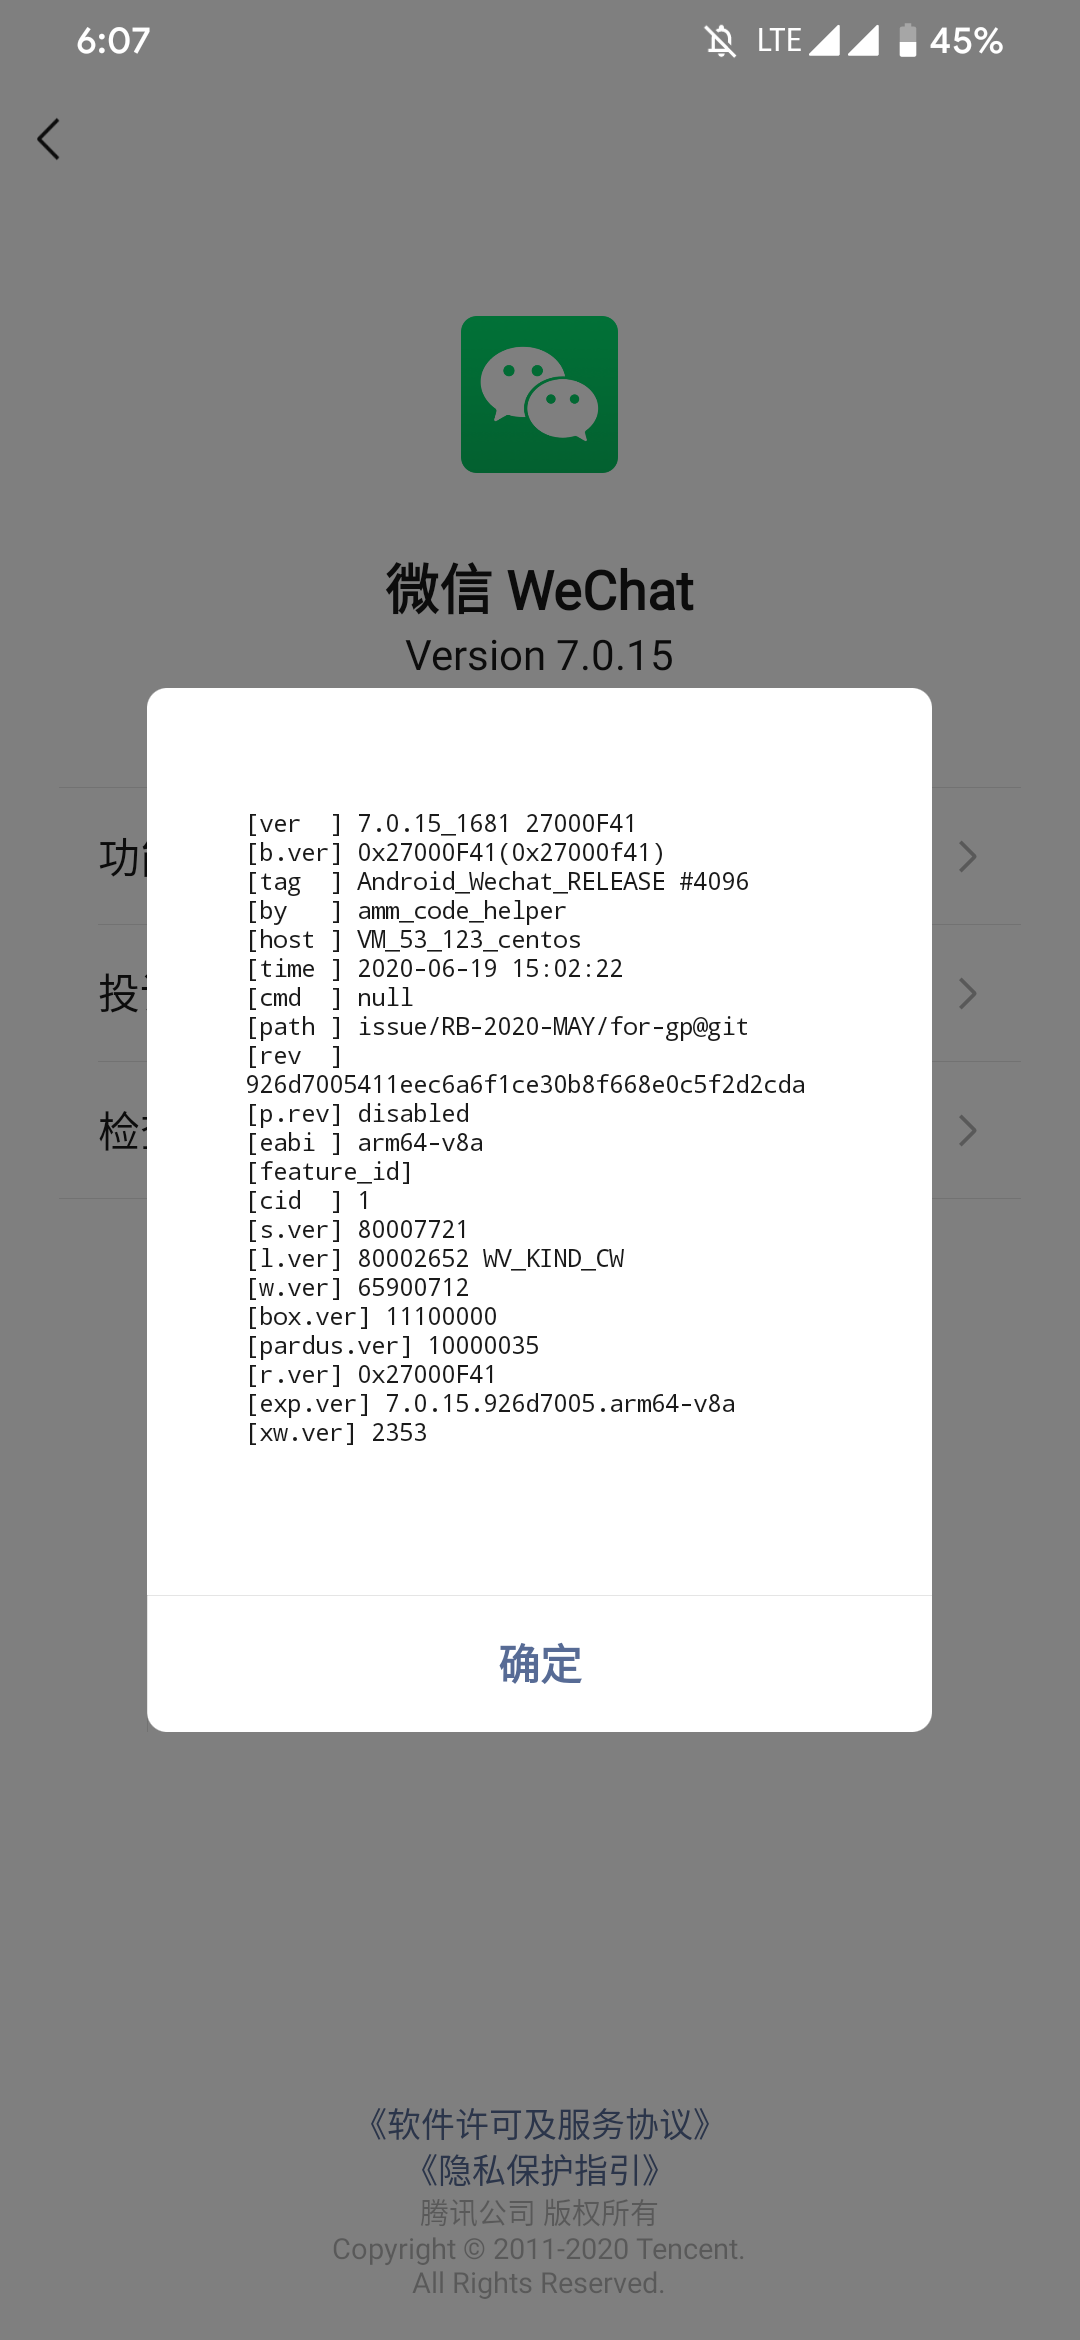 6:07 LTE 45%
微信 WeChat
Version 7.0.15
[ver  ] 7.0.15_1681 27000F41
[b.ver] 0x27000F41(0x27000f41)
[tag  ] Android_Wechat_RELEASE #4096
[by   ] amm_code_helper
[host ] VM_53_123_centos
[time ] 2020-06-19 15:02:22
[cmd  ] null
[path ] issue/RB-2020-MAY/for-gp@git
[rev  ]
926d7005411eec6a6f1ce30b8f668e0c5f2d2cda
[p.rev] disabled
[eabi ] arm64-v8a
[feature_id]
[cid  ] 1
[s.ver] 80007721
[l.ver] 80002652 WV_KIND_CW
[w.ver] 65900712
[box.ver] 11100000
[pardus.ver] 10000035
[r.ver] 0x27000F41
[exp.ver] 7.0.15.926d7005.arm64-v8a
[xw.ver] 2353
功
投
检
确定
《软件许可及服务协议》
《隐私保护指引》
腾讯公司 版权所有
Copyright © 2011-2020 Tencent.
All Rights Reserved.